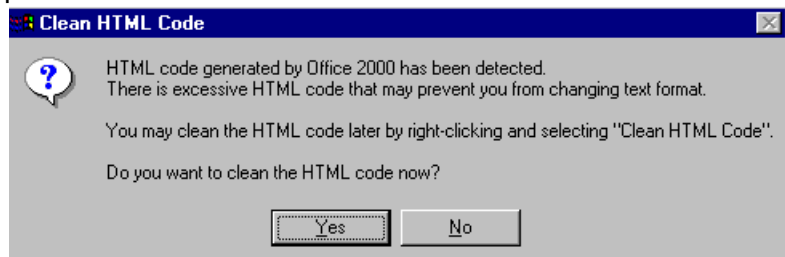 Clean HTML Code
HTML code generated by Office 2000 has been detected.
There is excessive HTML code that may prevent you from changing text format.
You may clean the HTML code later by right-clicking and selecting "Clean HTML Code".
Do you want to clean the HTML code now?
Yes
No